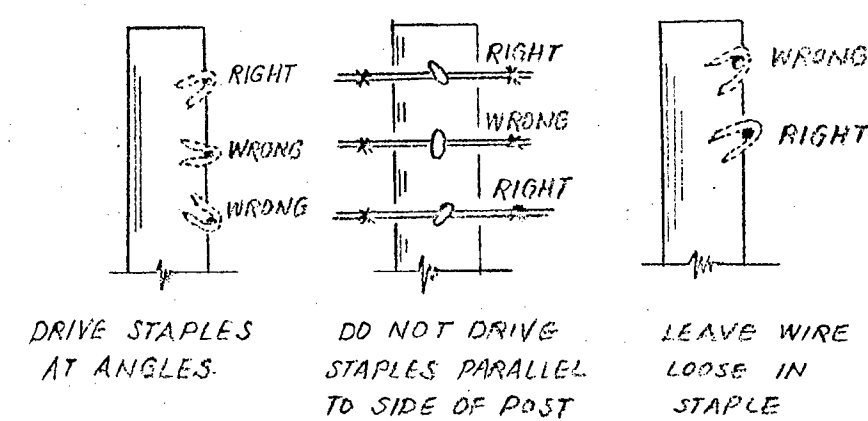 RIGHT
WRONG
WRONG
DRIVE STAPLES
AT ANGLES.
RIGHT
WRONG
RIGHT
DO NOT DRIVE
STAPLES PARALLEL
TO SIDE OF POST
WRONG
RIGHT
LEAVE WIRE
LOOSE IN
STAPLE